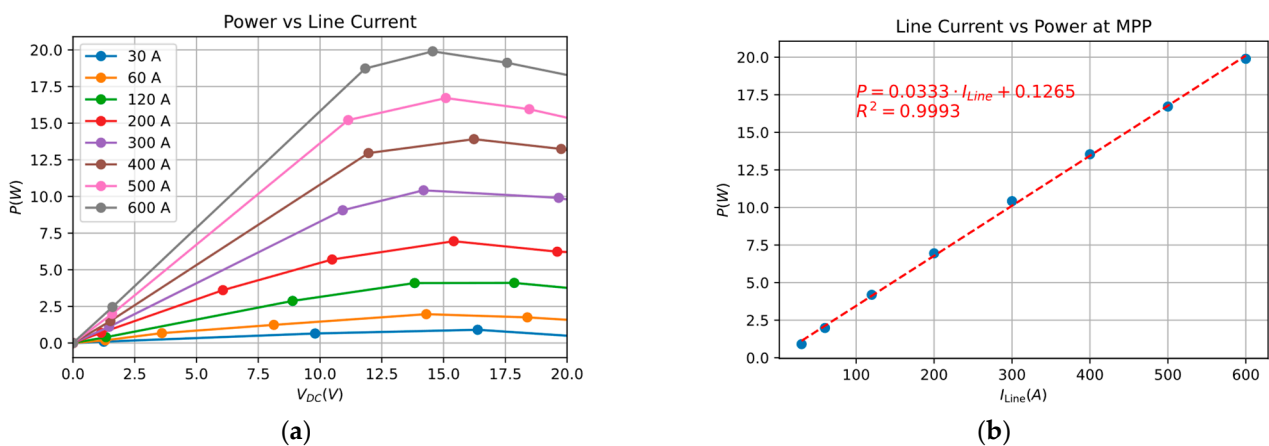 Power vs Line Current
20.0
17.5
15.0
12.5
10.0
7.5
5.0
2.5
0.0
P(W)
30 A
60 A
120 A
200 A
300 A
400 A
500 A
600 A
0.0 2.5 5.0 7.5 10.0 12.5 15.0 17.5 20.0
V_DC(V)
(a)
Line Current vs Power at MPP
20.0
17.5
15.0
12.5
10.0
7.5
5.0
2.5
0.0
P(W)
P = 0.0333 · I_Line + 0.1265
R² = 0.9993
100 200 300 400 500 600
I_Line(A)
(b)